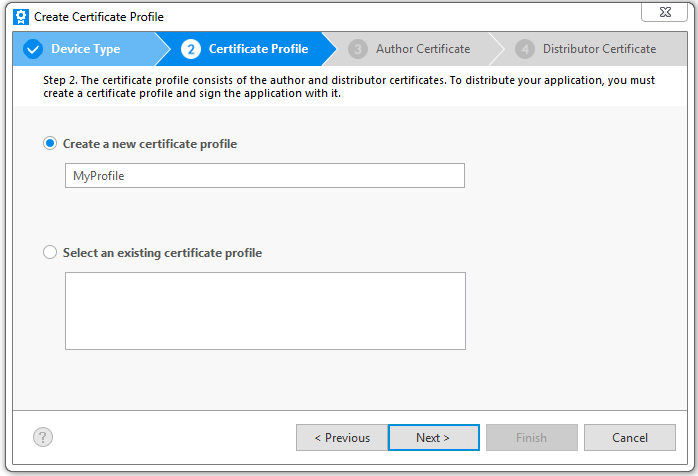 Create Certificate Profile
Device Type
2 Certificate Profile
3 Author Certificate
4 Distributor Certificate
Step 2. The certificate profile consists of the author and distributor certificates. To distribute your application, you must
create a certificate profile and sign the application with it.
Create a new certificate profile
MyProfile
Select an existing certificate profile
?
< Previous
Next >
Finish
Cancel